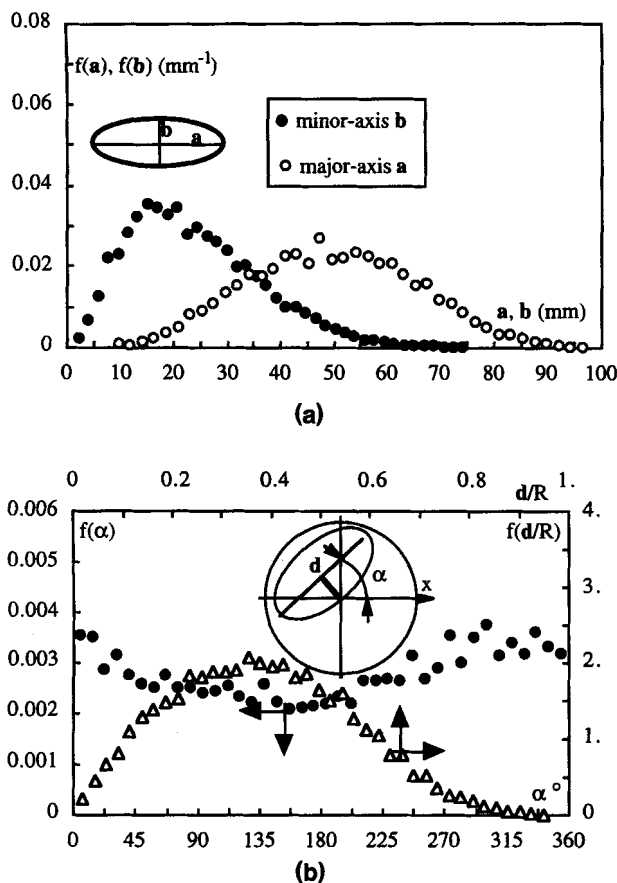 0.08
f(a), f(b) (mm⁻¹)
0.06
b
a
minor-axis b
major-axis a
0.04
0.02
a, b (mm)
0
0 10 20 30 40 50 60 70 80 90 100
(a)
0 0.2 0.4 0.6 0.8 1.
d/R
0.006 4.
f(α) f(d/R)
0.005
d α x
3.
0.004
0.003 2.
0.002
1.
0.001
α°
0 0
0 45 90 135 180 225 270 315 360
(b)